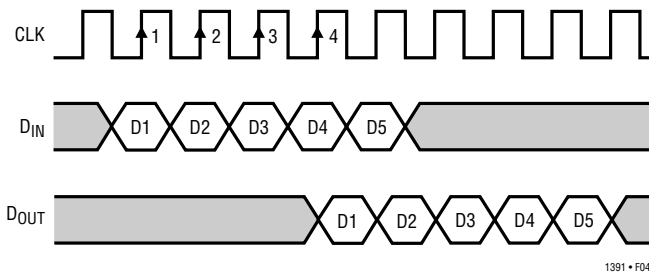 CLK 1 2 3 4
DIN D1 D2 D3 D4 D5
DOUT D1 D2 D3 D4 D5
1391 • F04